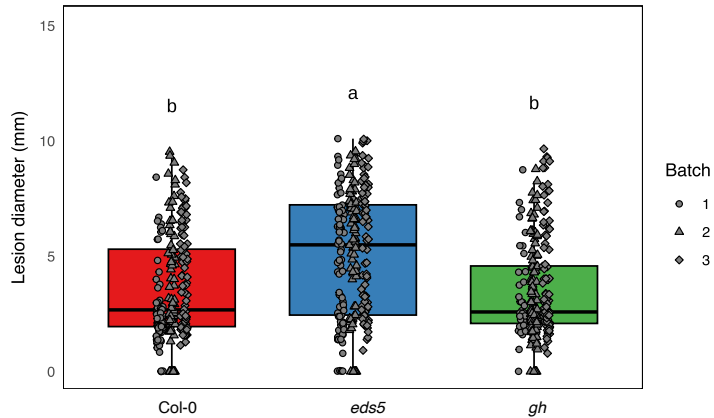 Lesion diameter (mm)
15
10
5
0
b
a
b
Col-0
eds5
gh
Batch
1
2
3